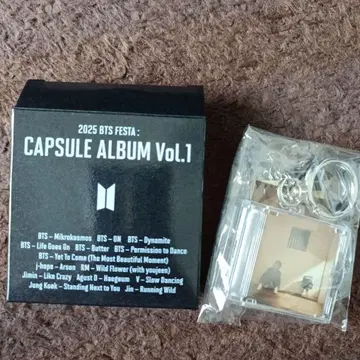 2025 BTS FESTA :
CAPSULE ALBUM Vol.1
BTS – Mikrokosmos BTS – ON BTS – Dynamite
BTS – Life Goes On BTS – Butter BTS – Permission to Dance
BTS – Yet To Come (The Most Beautiful Moment)
j-hope – Arson RM – Wild Flower (with youjeen)
Jimin – Like Crazy Agust D – Haegeum V – Slow Dancing
Jung Kook – Standing Next to You Jin – Running Wild